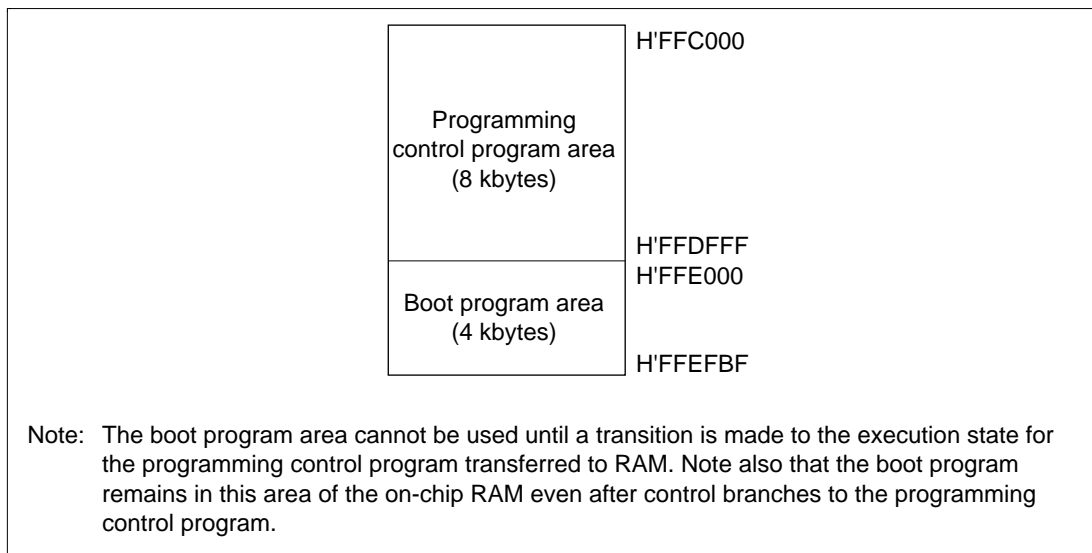 H'FFC000
Programming
control program area
(8 kbytes)
H'FFDFFF
H'FFE000
Boot program area
(4 kbytes)
H'FFEFBF
Note: The boot program area cannot be used until a transition is made to the execution state for
the programming control program transferred to RAM. Note also that the boot program
remains in this area of the on-chip RAM even after control branches to the programming
control program.